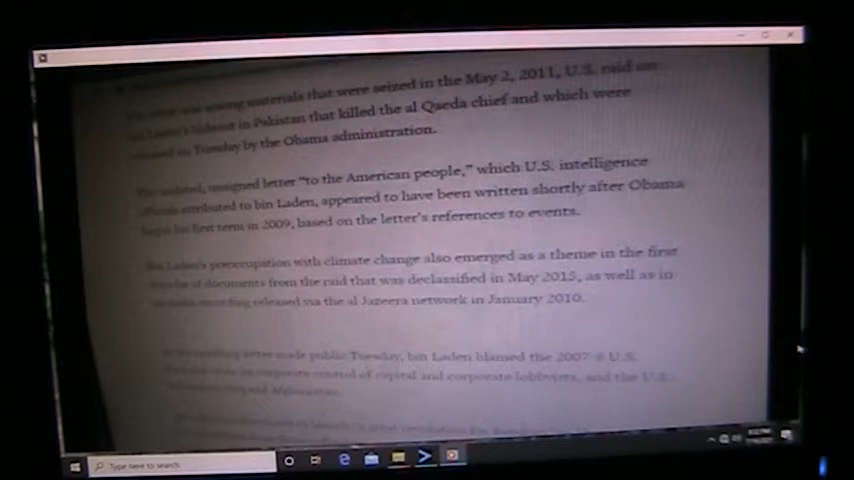 was among materials that were seized in the May 2, 2011, U.S. raid on
bin Laden's hideout in Pakistan that killed the al Qaeda chief and which were
on Tuesday by the Obama administration.
The undated, unsigned letter "to the American people," which U.S. intelligence
officials attributed to bin Laden, appeared to have been written shortly after Obama
began his first term in 2009, based on the letter's references to events.
Bin Laden's preoccupation with climate change also emerged as a theme in the first
of documents from the raid that was declassified in May 2015, as well as in
an audio recording released via the al Jazeera network in January 2010.
letter made public Tuesday, bin Laden blamed the 2007-8 U.S.
on corporate control of capital and corporate lobbyists, and the U.S.
and Afghanistan.
"a great revolution for
Type here to search